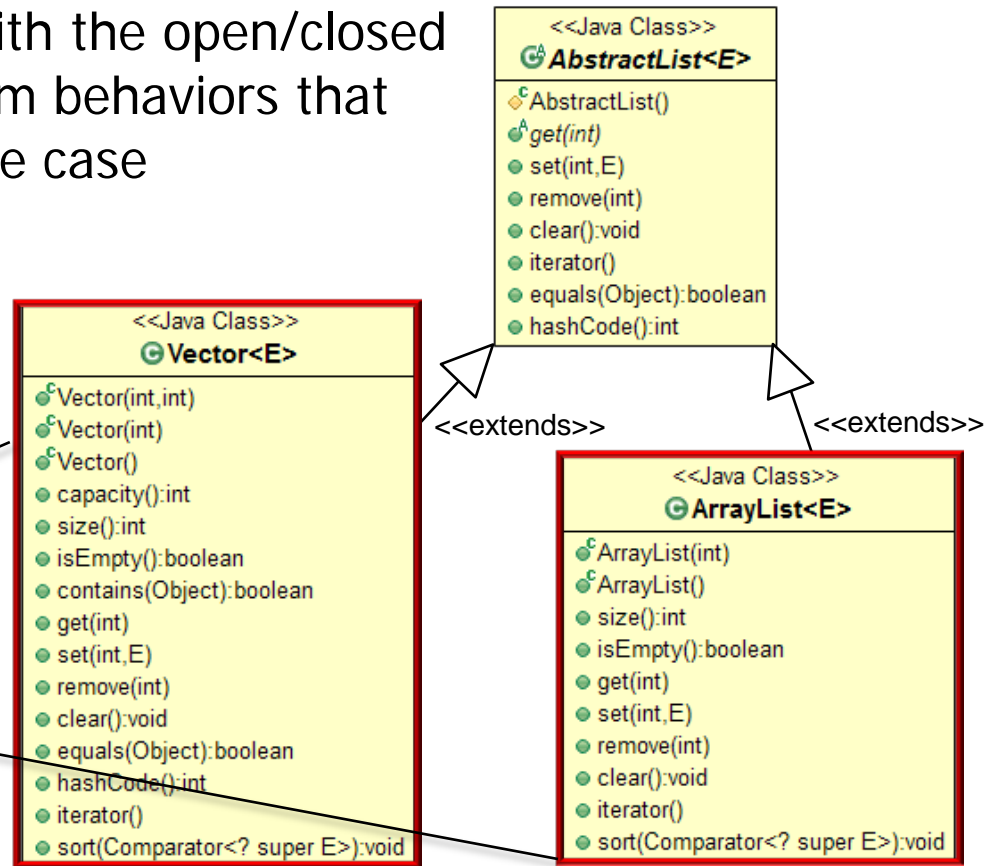 ith the open/closed
m behaviors that
e case
<<Java Class>>
AbstractList<E>
AbstractList()
get(int)
set(int,E)
remove(int)
clear():void
iterator()
equals(Object):boolean
hashCode():int
<<extends>>
<<extends>>
<<Java Class>>
Vector<E>
Vector(int,int)
Vector(int)
Vector()
capacity():int
size():int
isEmpty():boolean
contains(Object):boolean
get(int)
set(int,E)
remove(int)
clear():void
equals(Object):boolean
hashCode():int
iterator()
sort(Comparator<? super E>):void
<<Java Class>>
ArrayList<E>
ArrayList(int)
ArrayList()
size():int
isEmpty():boolean
get(int)
set(int,E)
remove(int)
clear():void
iterator()
sort(Comparator<? super E>):void